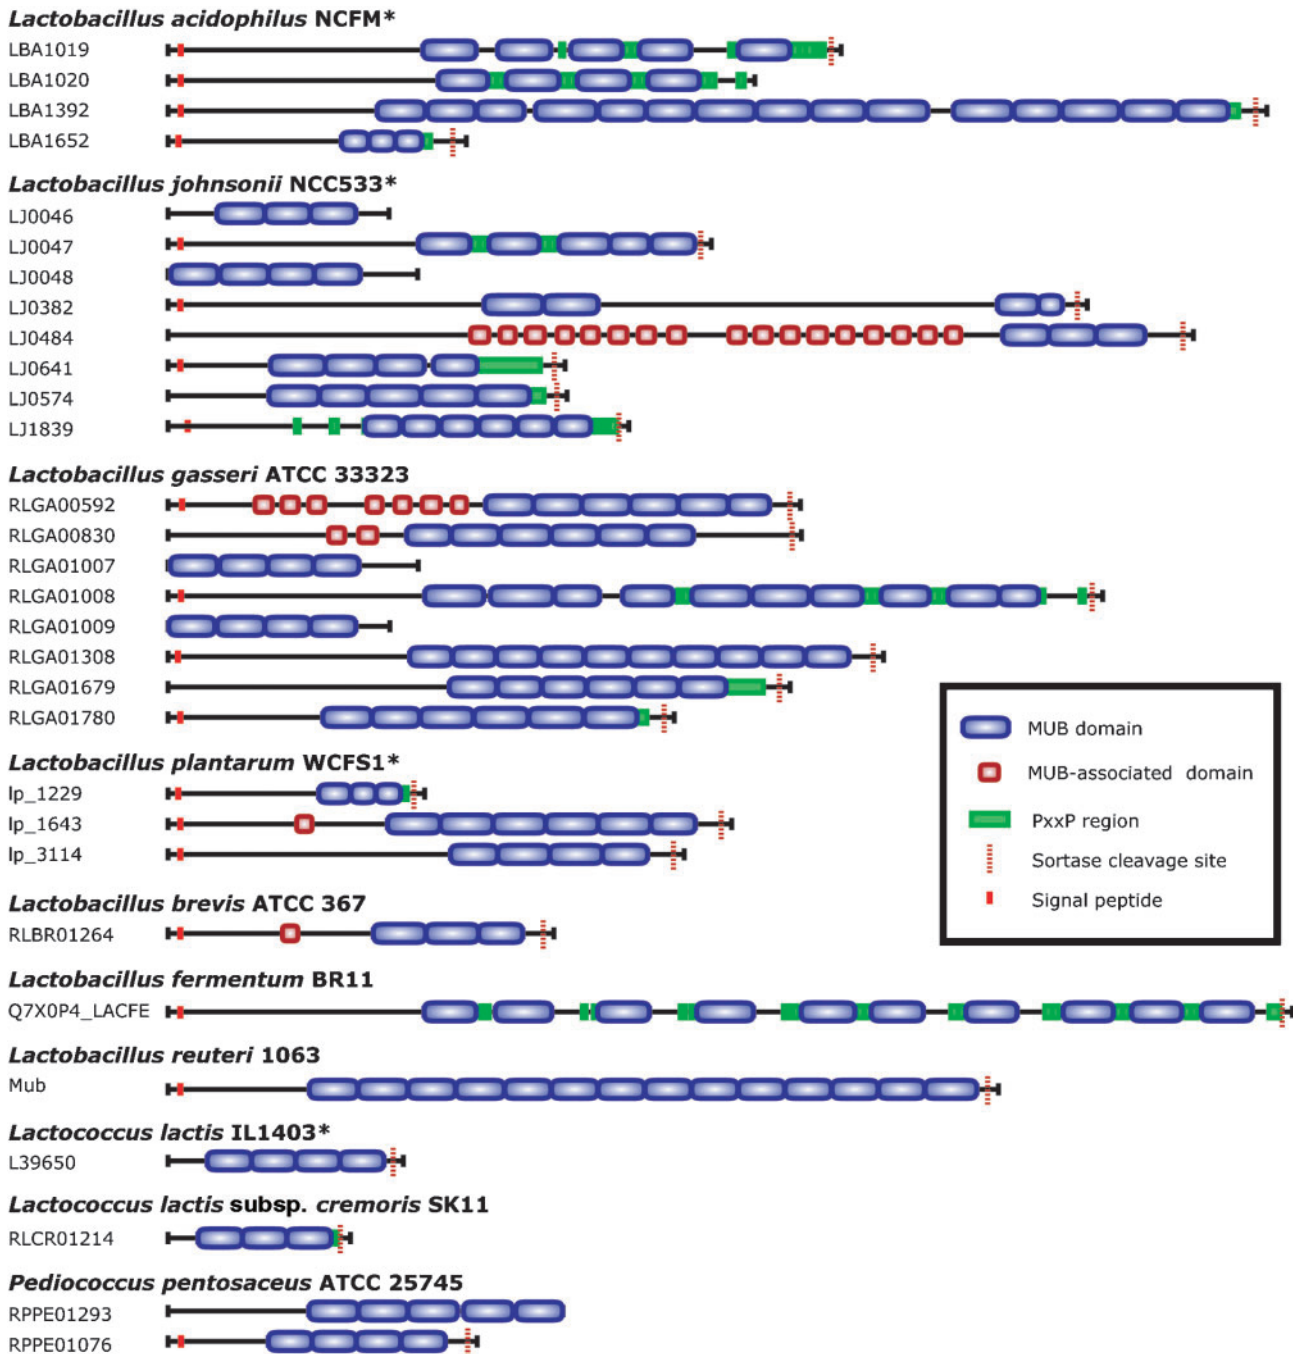 Lactobacillus acidophilus NCFM*
LBA1019
LBA1020
LBA1392
LBA1652
Lactobacillus johnsonii NCC533*
LJ0046
LJ0047
LJ0048
LJ0382
LJ0484
LJ0641
LJ0574
LJ1839
Lactobacillus gasseri ATCC 33323
RLGA00592
RLGA00830
RLGA01007
RLGA01008
RLGA01009
RLGA01308
RLGA01679
RLGA01780
MUB domain
MUB-associated domain
PxxP region
Sortase cleavage site
Signal peptide
Lactobacillus plantarum WCFS1*
lp_1229
lp_1643
lp_3114
Lactobacillus brevis ATCC 367
RLBR01264
Lactobacillus fermentum BR11
Q7X0P4_LACFE
Lactobacillus reuteri 1063
Mub
Lactococcus lactis IL1403*
L39650
Lactococcus lactis subsp. cremoris SK11
RLCR01214
Pediococcus pentosaceus ATCC 25745
RPPE01293
RPPE01076